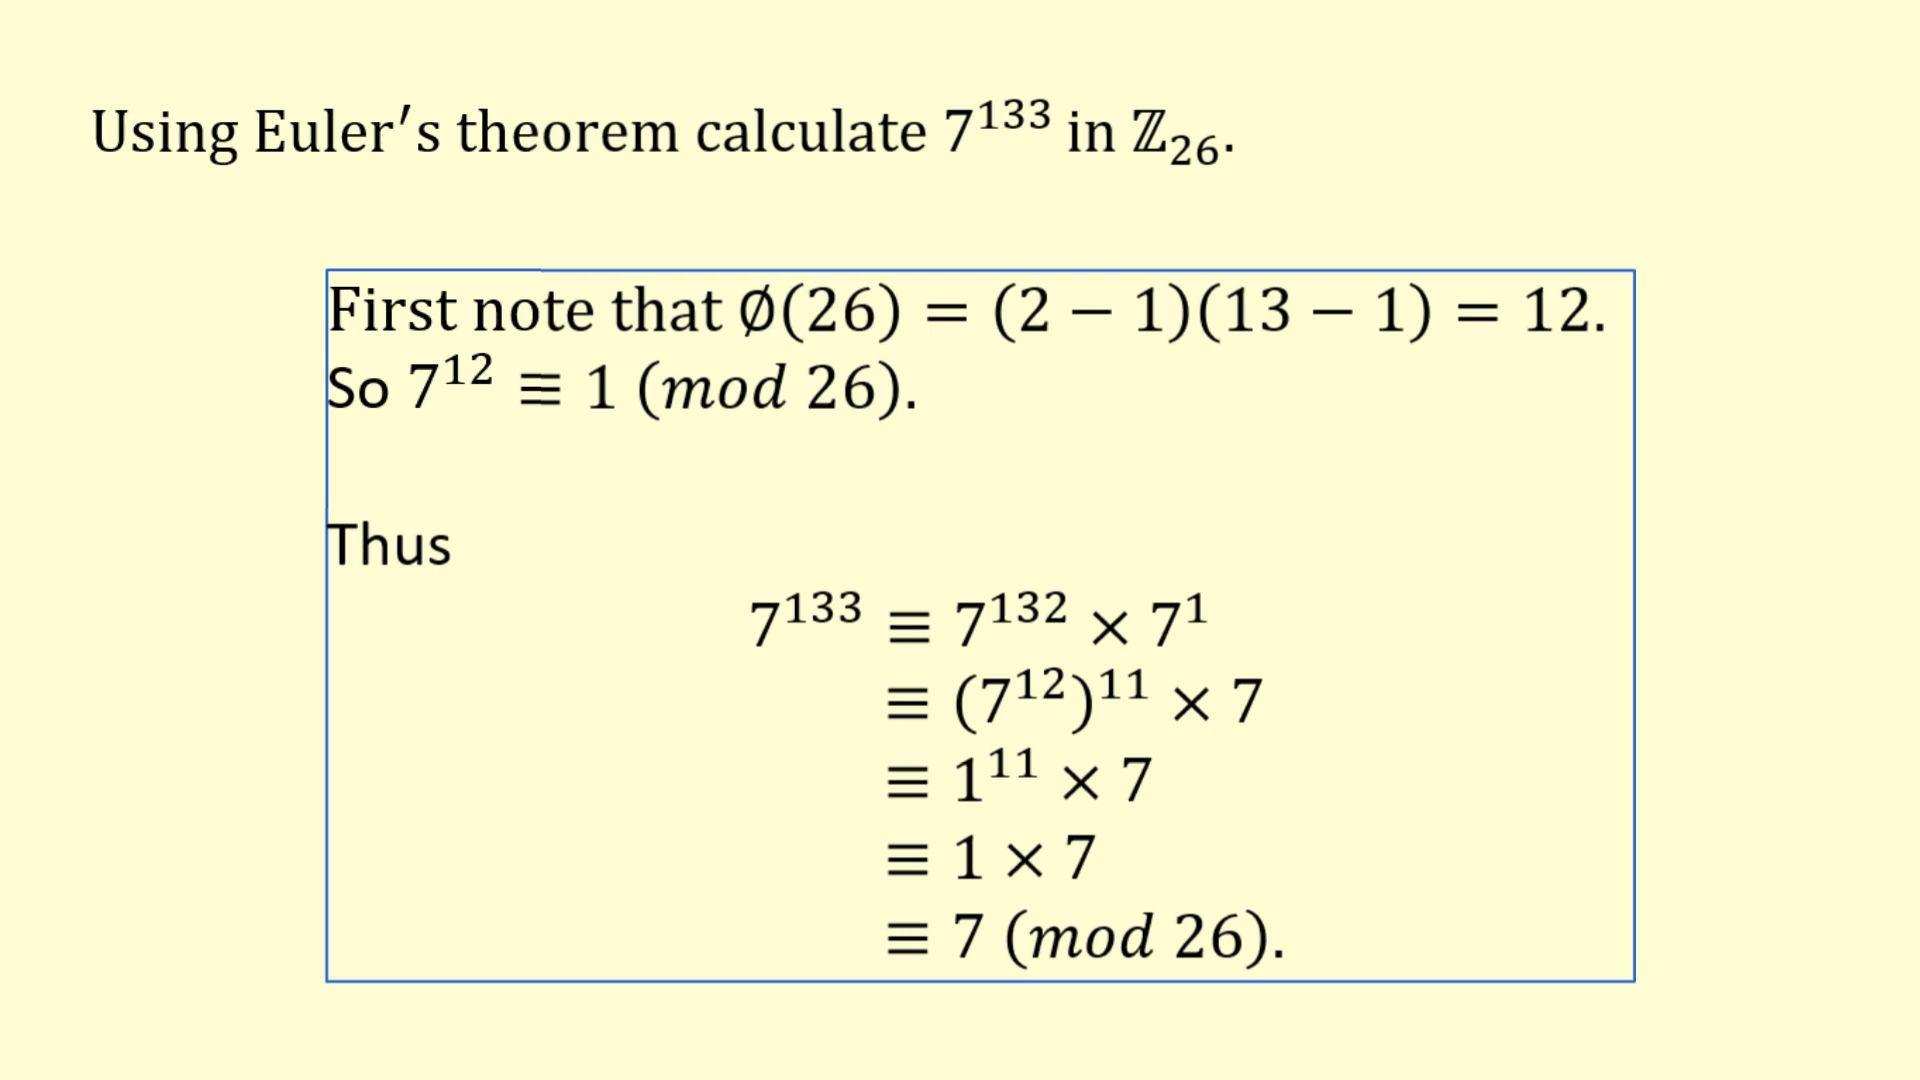 Using Euler′s theorem calculate 7¹³³ in ℤ₂₆.
First note that ∅(26) = (2 − 1)(13 − 1) = 12.
So 7¹² ≡ 1 (mod 26).
Thus
7¹³³ ≡ 7¹³² × 7¹
≡ (7¹²)¹¹ × 7
≡ 1¹¹ × 7
≡ 1 × 7
≡ 7 (mod 26).